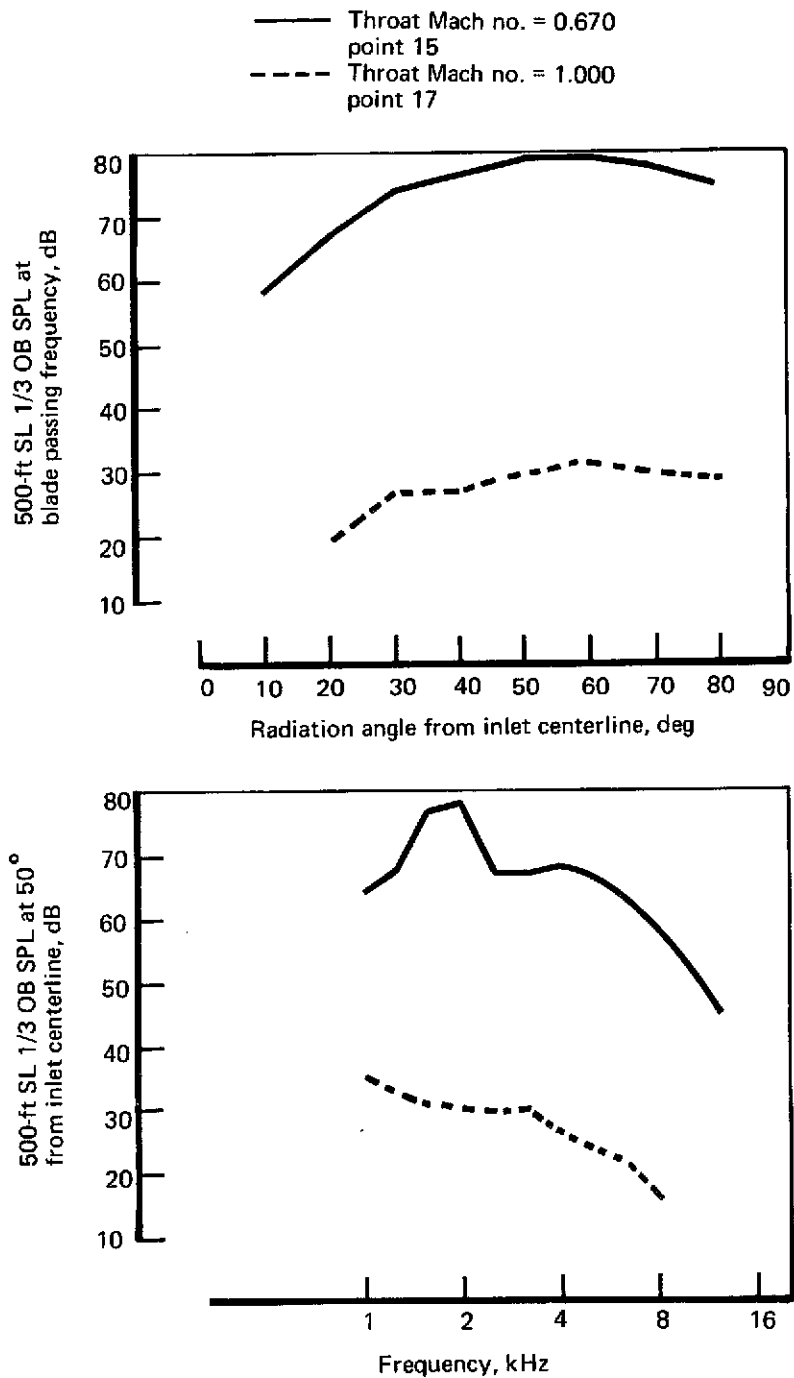 Throat Mach no. = 0.670
point 15
Throat Mach no. = 1.000
point 17
500-ft SL 1/3 OB SPL at
blade passing frequency, dB
80
70
60
50
40
30
20
10
0 10 20 30 40 50 60 70 80 90
Radiation angle from inlet centerline, deg
500-ft SL 1/3 OB SPL at 50°
from inlet centerline, dB
80
70
60
50
40
30
20
10
1 2 4 8 16
Frequency, kHz